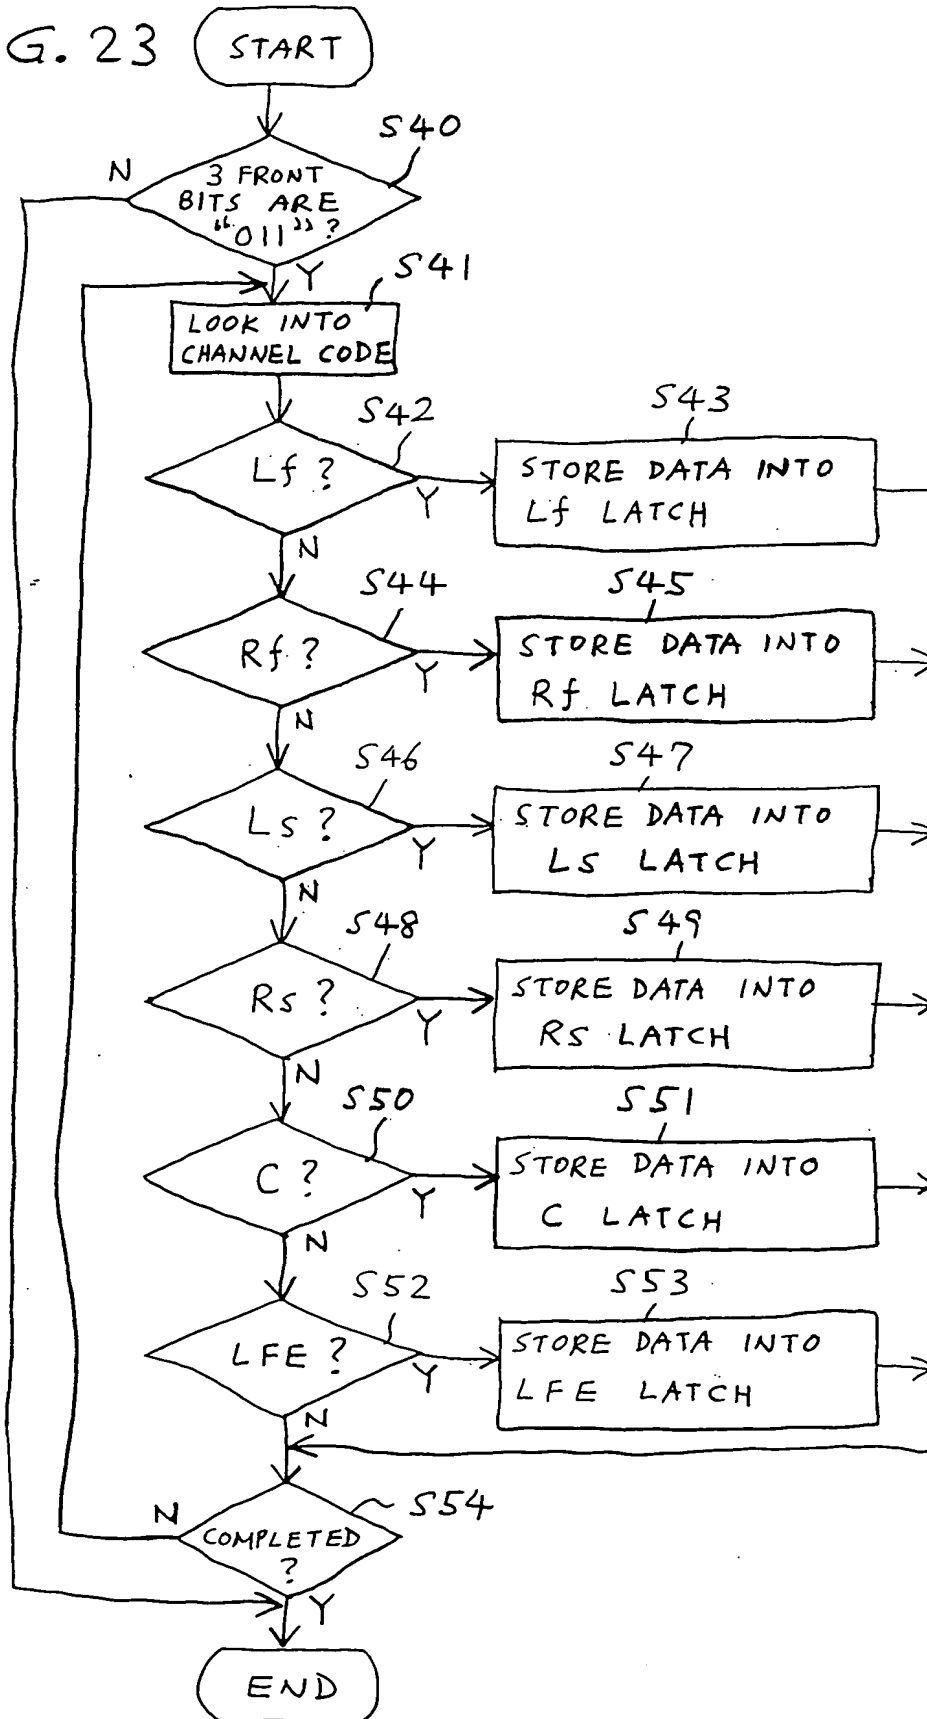 G. 23
START
S40
N
3 FRONT
BITS ARE
"011" ?
Y
S41
LOOK INTO
CHANNEL CODE
S42
Lf ?
Y
N
S43
STORE DATA INTO
Lf LATCH
S44
Rf ?
Y
N
S45
STORE DATA INTO
Rf LATCH
S46
Ls ?
Y
N
S47
STORE DATA INTO
Ls LATCH
S48
Rs ?
Y
N
S49
STORE DATA INTO
Rs LATCH
S50
C ?
Y
N
S51
STORE DATA INTO
C LATCH
S52
LFE ?
Y
N
S53
STORE DATA INTO
LFE LATCH
S54
N
COMPLETED
?
Y
END